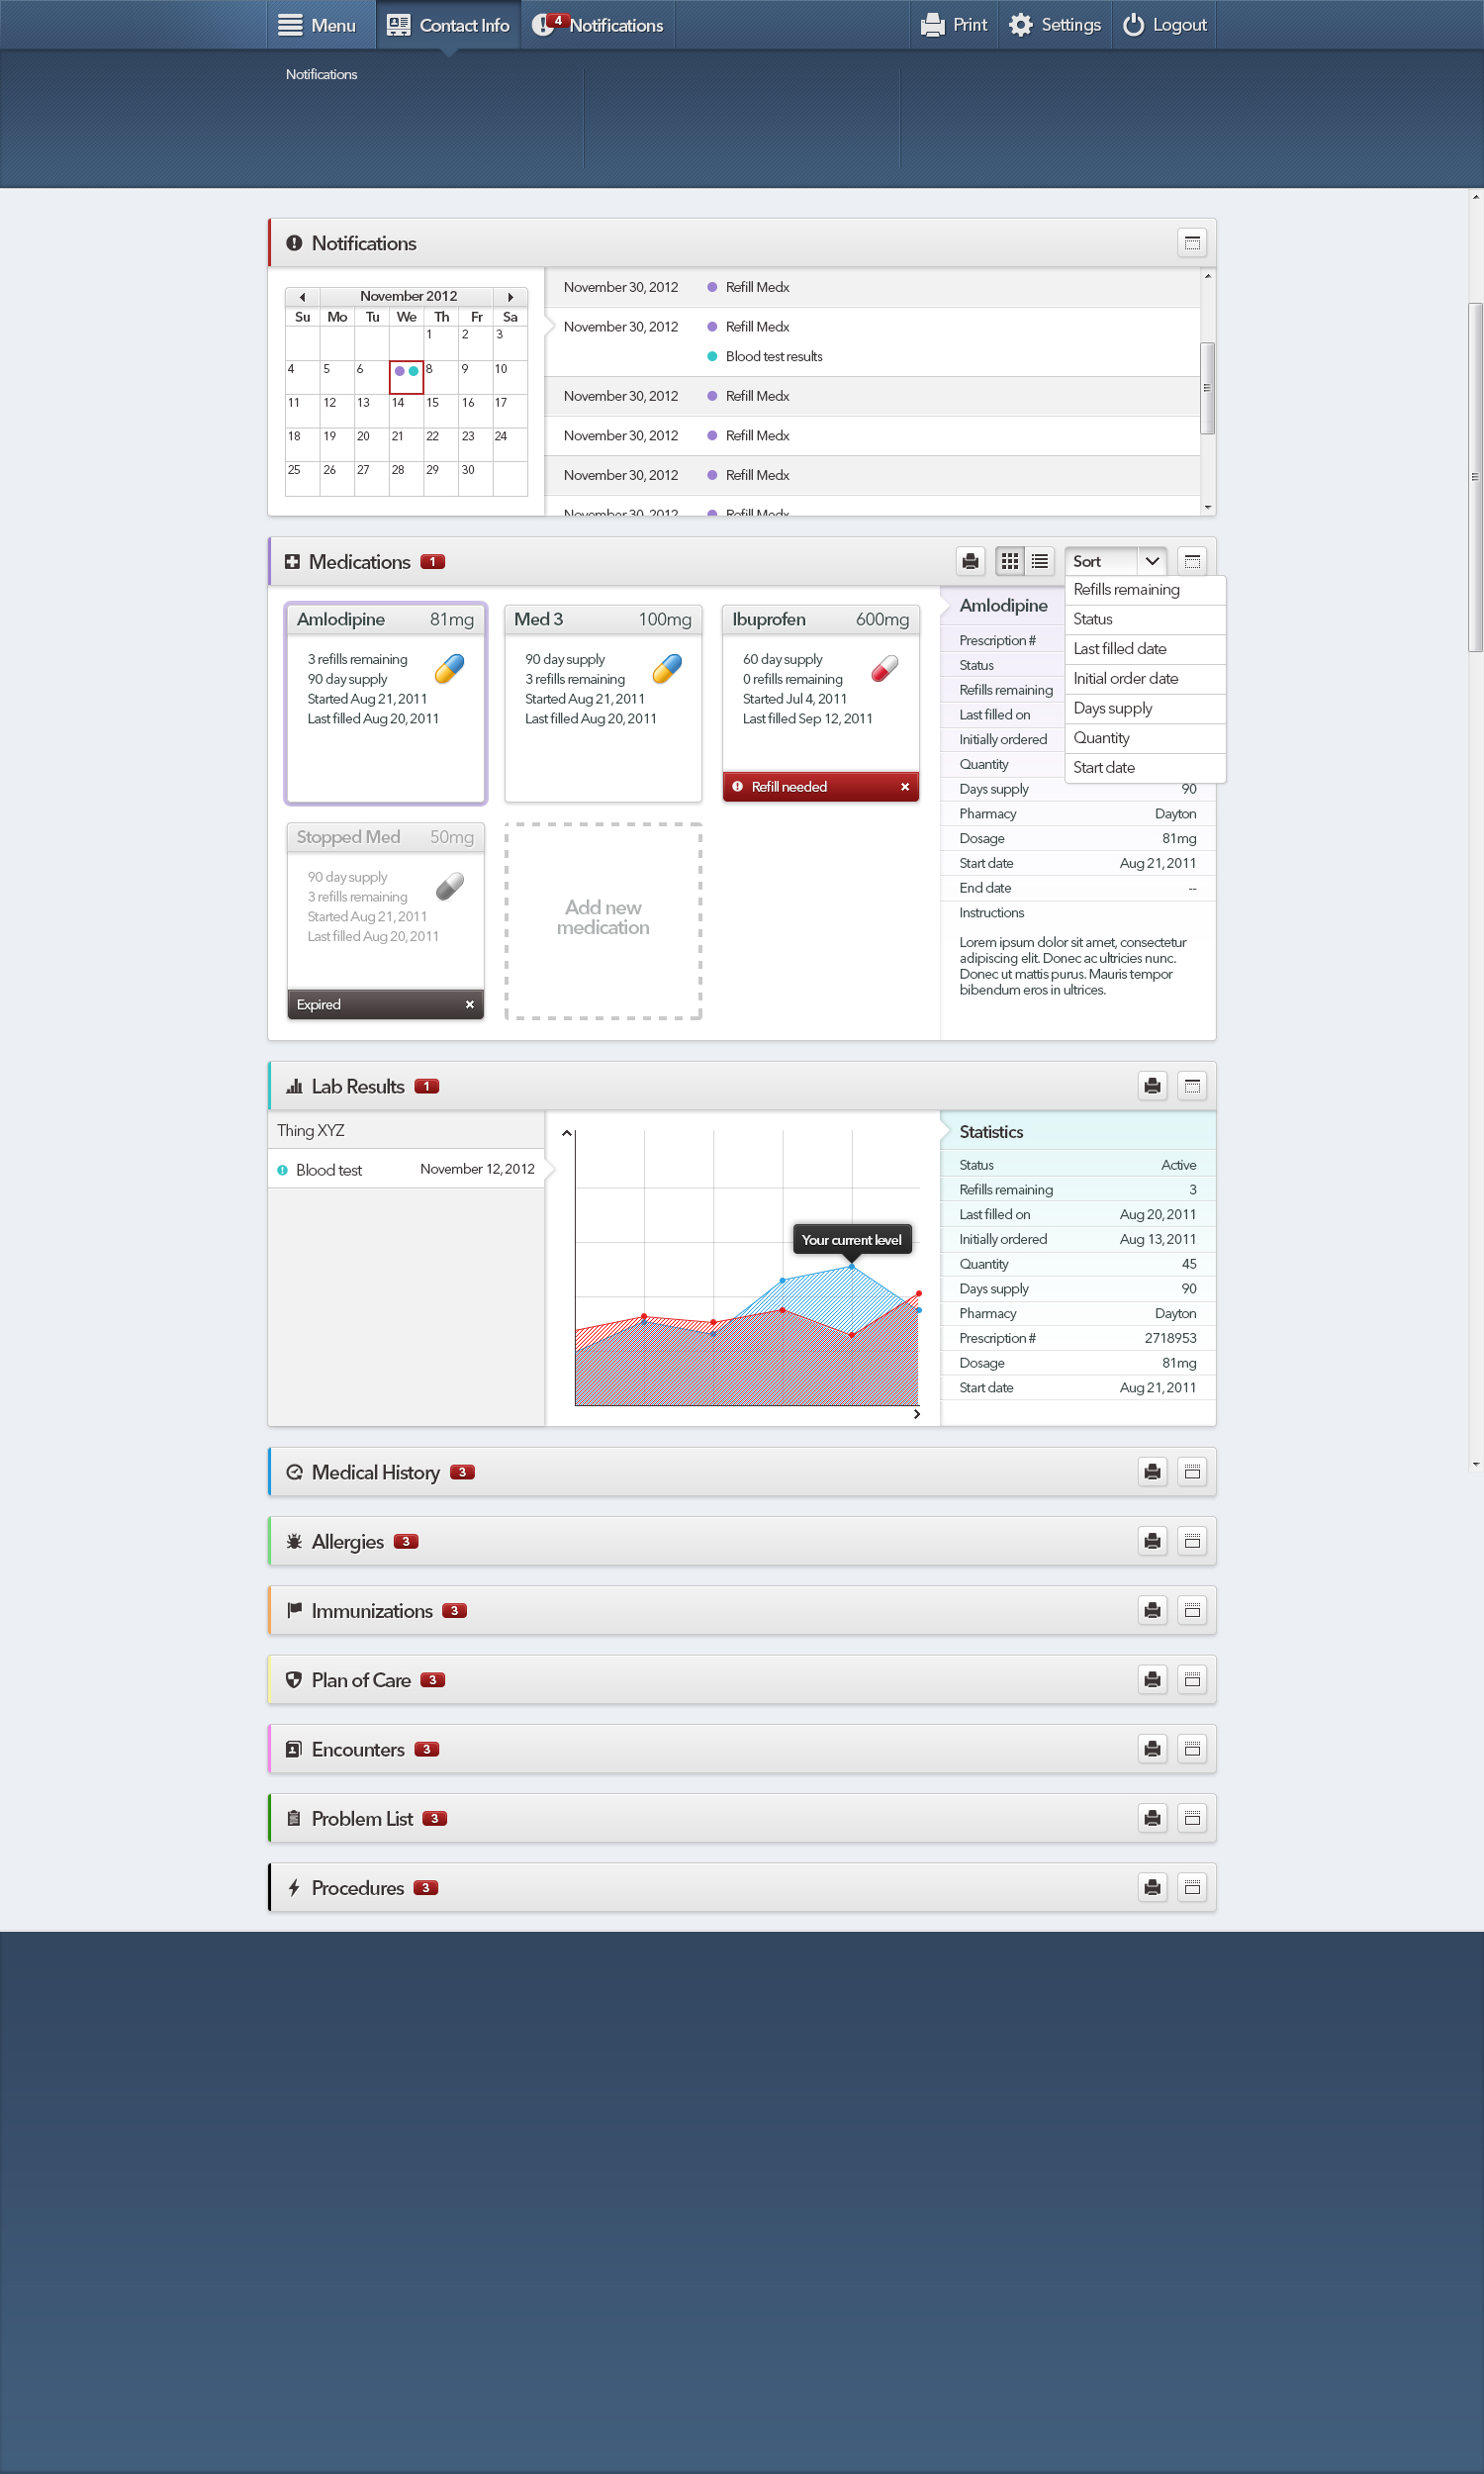 Menu
Contact Info
4
Notifications
Print
Settings
Logout
Notifications
Notifications
November 2012
Su Mo Tu We Th Fr Sa
1 2 3
4 5 6 8 9 10
11 12 13 14 15 16 17
18 19 20 21 22 23 24
25 26 27 28 29 30
November 30, 2012 Refill Medx
November 30, 2012 Refill Medx
Blood test results
November 30, 2012 Refill Medx
November 30, 2012 Refill Medx
November 30, 2012 Refill Medx
November 30, 2012 Refill Medx
Medications 1
Sort
Refills remaining
Status
Last filled date
Initial order date
Days supply
Quantity
Start date
Amlodipine 81mg
3 refills remaining
90 day supply
Started Aug 21, 2011
Last filled Aug 20, 2011
Med 3 100mg
90 day supply
3 refills remaining
Started Aug 21, 2011
Last filled Aug 20, 2011
Ibuprofen 600mg
60 day supply
0 refills remaining
Started Jul 4, 2011
Last filled Sep 12, 2011
Refill needed
Stopped Med 50mg
90 day supply
3 refills remaining
Started Aug 21, 2011
Last filled Aug 20, 2011
Expired
Add new
medication
Amlodipine
Prescription #
Status
Refills remaining
Last filled on
Initially ordered
Quantity
Days supply 90
Pharmacy Dayton
Dosage 81mg
Start date Aug 21, 2011
End date --
Instructions
Lorem ipsum dolor sit amet, consectetur
adipiscing elit. Donec ac ultricies nunc.
Donec ut mattis purus. Mauris tempor
bibendum eros in ultrices.
Lab Results 1
Thing XYZ
Blood test November 12, 2012
Your current level
Statistics
Status Active
Refills remaining 3
Last filled on Aug 20, 2011
Initially ordered Aug 13, 2011
Quantity 45
Days supply 90
Pharmacy Dayton
Prescription # 2718953
Dosage 81mg
Start date Aug 21, 2011
Medical History 3
Allergies 3
Immunizations 3
Plan of Care 3
Encounters 3
Problem List 3
Procedures 3